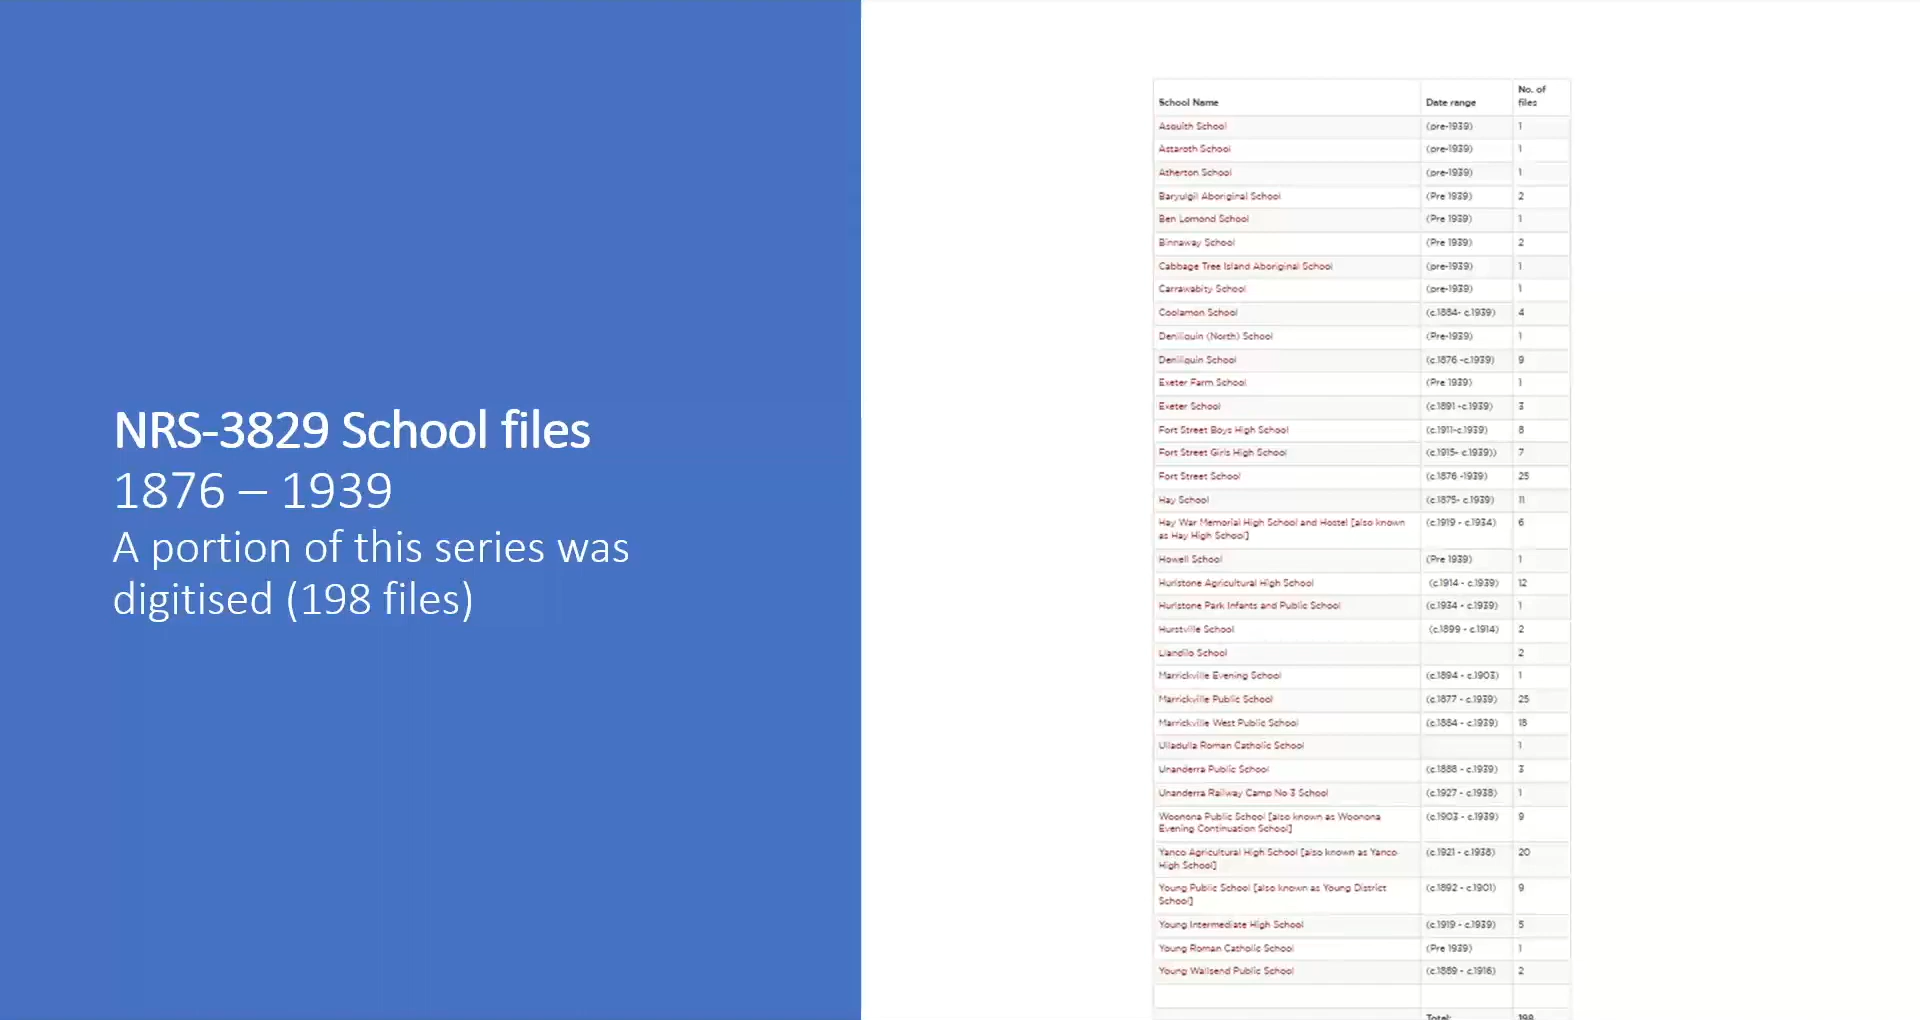 NRS-3829 School files
1876 – 1939
A portion of this series was
digitised (198 files)
School Name Date range No. of files
Asquith School (pre-1939) 1
Astaroth School (pre-1939) 1
Atherton School (pre-1939) 1
Baryulgil Aboriginal School (Pre 1939) 2
Ben Lomond School (Pre 1939) 1
Binnaway School (Pre 1939) 2
Cabbage Tree Island Aboriginal School (pre-1939) 1
Carrawabity School (pre-1939) 1
Coolamon School (c.1884- c.1939) 4
Deniliquin (North) School (Pre-1939) 1
Deniliquin School (c.1876 -c.1939) 9
Exeter Farm School (Pre 1939) 1
Exeter School (c.1891 -c.1939) 3
Fort Street Boys High School (c.1911-c.1939) 8
Fort Street Girls High School (c.1915- c.1939)) 7
Fort Street School (c.1876 -1939) 25
Hay School (c.1875- c.1939) 11
Hay War Memorial High School and Hostel [also known (c.1919 - c.1934) 6
as Hay High School]
Howell School (Pre 1939) 1
Hurlstone Agricultural High School (c.1914 - c.1939) 12
Hurlstone Park Infants and Public School (c.1934 - c.1939) 1
Hurstville School (c.1899 - c.1914) 2
Llandilo School 2
Marrickville Evening School (c.1894 - c.1903) 1
Marrickville Public School (c.1877 - c.1939) 25
Marrickville West Public School (c.1884 - c.1939) 18
Ulladulla Roman Catholic School 1
Unanderra Public School (c.1888 - c.1939) 3
Unanderra Railway Camp No 3 School (c.1927 - c.1938) 1
Woonona Public School [also known as Woonona (c.1903 - c.1939) 9
Evening Continuation School]
Yanco Agricultural High School [also known as Yanco (c.1921 - c.1938) 20
High School]
Young Public School [also known as Young District (c.1892 - c.1901) 9
School]
Young Intermediate High School (c.1919 - c.1939) 5
Young Roman Catholic School (Pre 1939) 1
Young Wallsend Public School (c.1889 - c.1916) 2
Total: 198